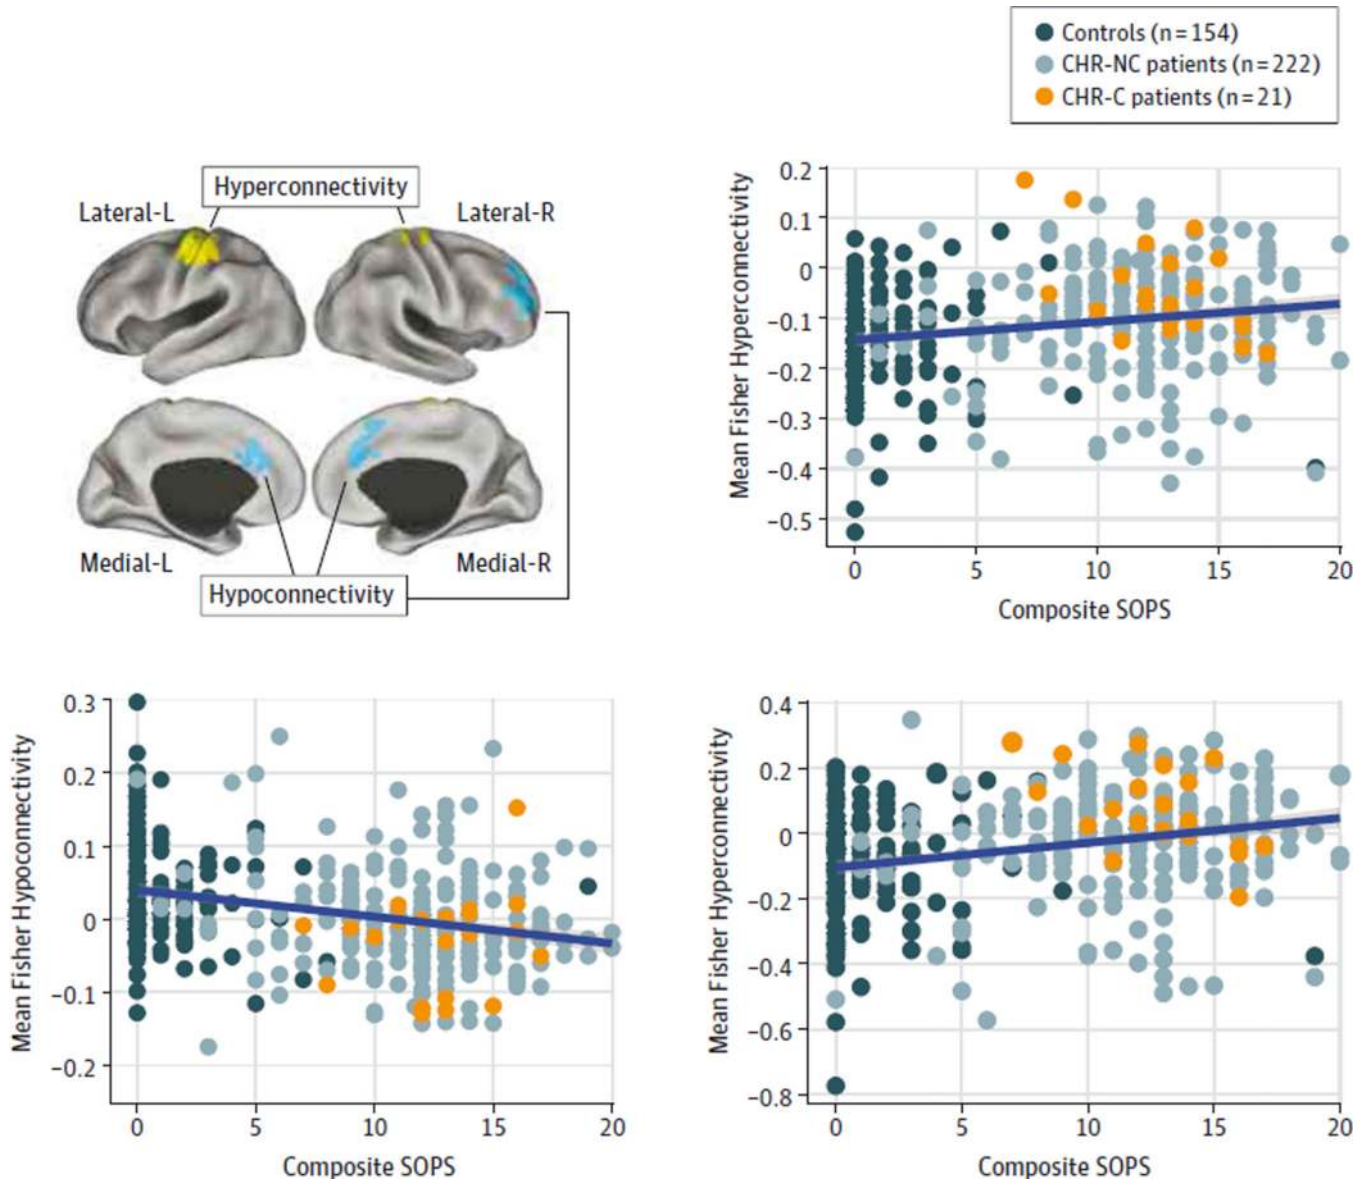 Controls (n=154)
CHR-NC patients (n=222)
CHR-C patients (n=21)
Hyperconnectivity
Lateral-L
Lateral-R
Medial-L
Medial-R
Hypoconnectivity
Mean Fisher Hyperconnectivity
0.2
0.1
0
−0.1
−0.2
−0.3
−0.4
−0.5
0 5 10 15 20
Composite SOPS
Mean Fisher Hypoconnectivity
0.3
0.2
0.1
0
−0.1
−0.2
0 5 10 15 20
Composite SOPS
Mean Fisher Hyperconnectivity
0.4
0.2
0
−0.2
−0.4
−0.6
−0.8
0 5 10 15 20
Composite SOPS